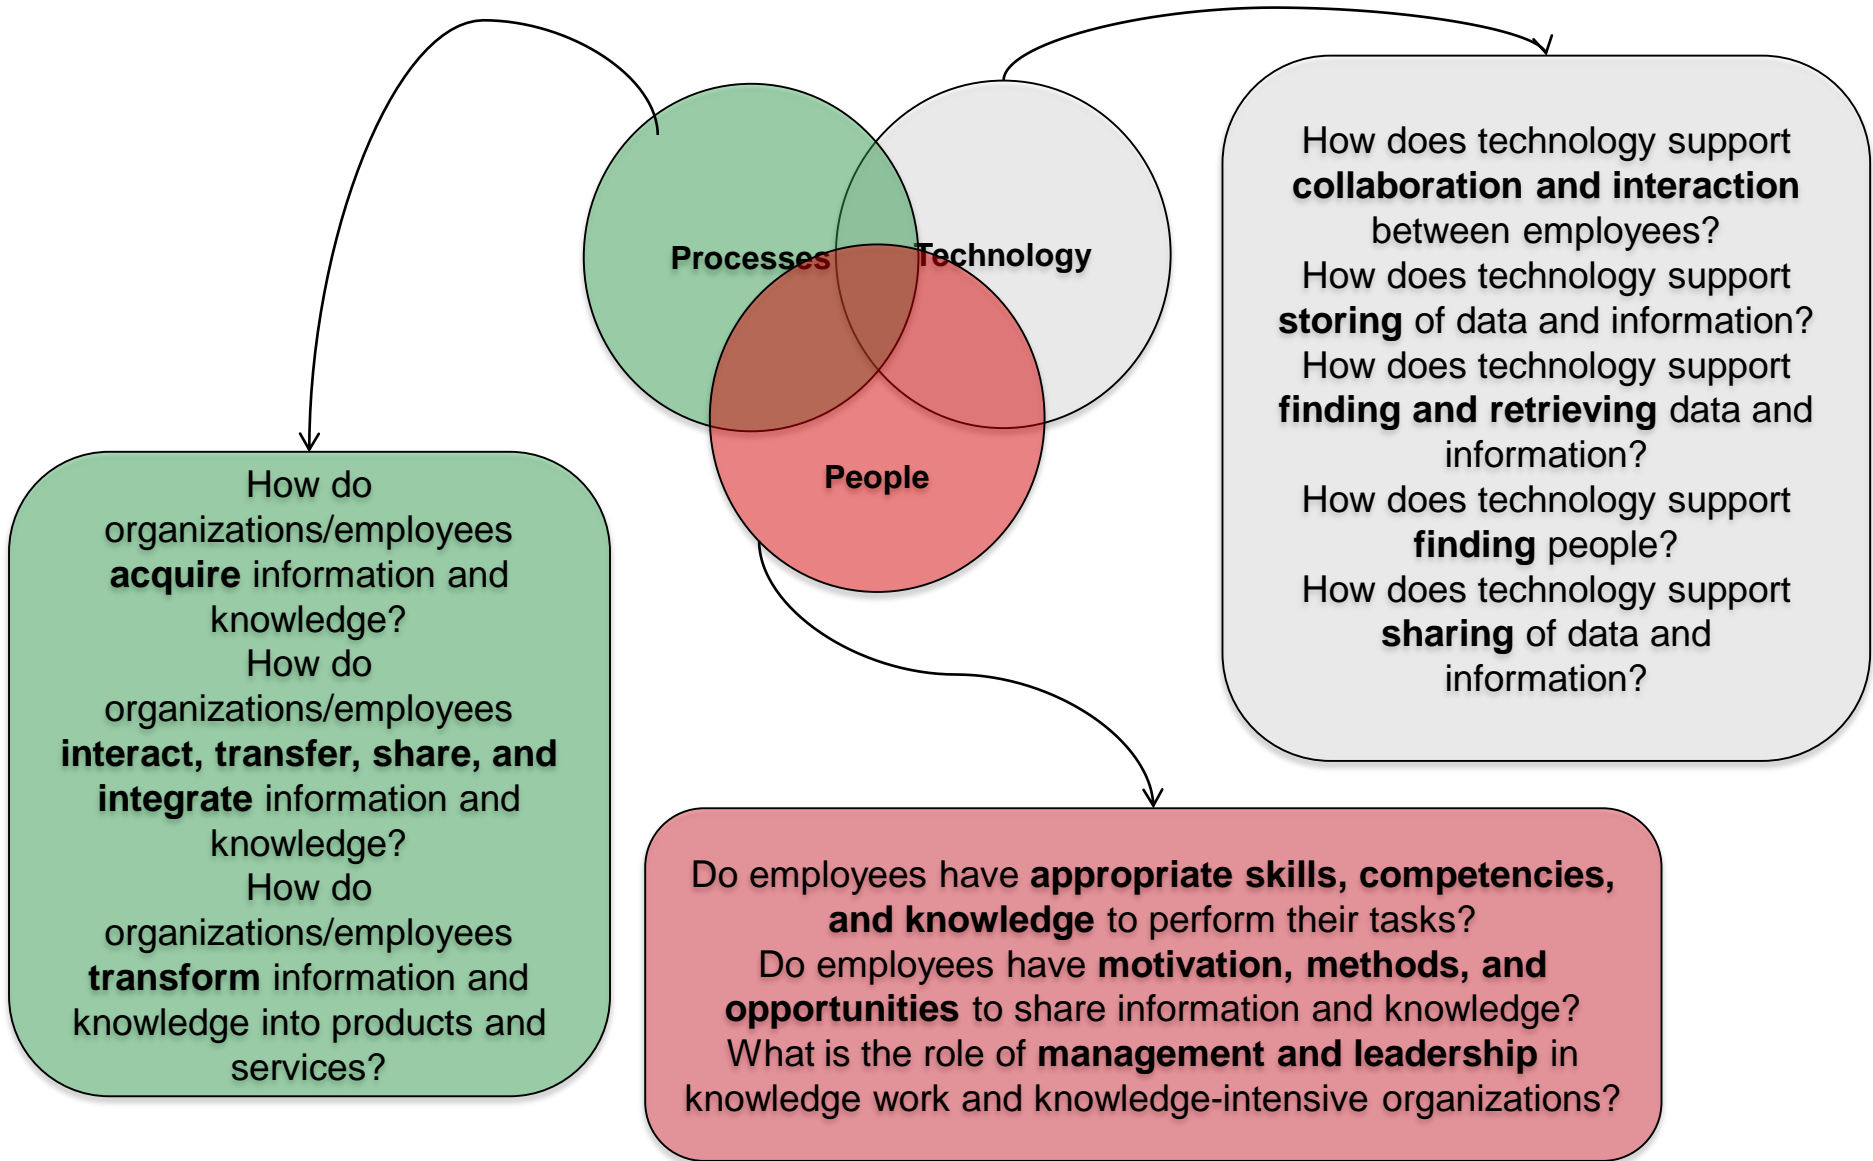 Processes
Technology
People
How does technology support
collaboration and interaction
between employees?
How does technology support
storing of data and information?
How does technology support
finding and retrieving data and
information?
How does technology support
finding people?
How does technology support
sharing of data and
information?
How do
organizations/employees
acquire information and
knowledge?
How do
organizations/employees
interact, transfer, share, and
integrate information and
knowledge?
How do
organizations/employees
transform information and
knowledge into products and
services?
Do employees have appropriate skills, competencies,
and knowledge to perform their tasks?
Do employees have motivation, methods, and
opportunities to share information and knowledge?
What is the role of management and leadership in
knowledge work and knowledge-intensive organizations?